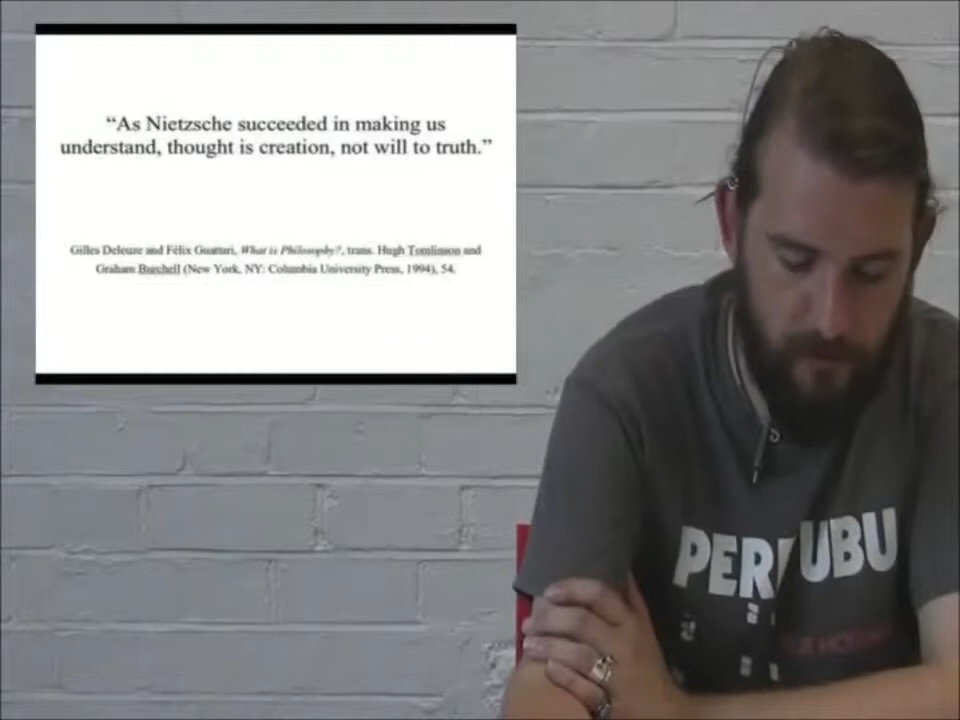 “As Nietzsche succeeded in making us
understand, thought is creation, not will to truth.”
Gilles Deleuze and Félix Guattari, What is Philosophy?, trans. Hugh Tomlinson and
Graham Burchell (New York, NY: Columbia University Press, 1994), 54.
PERE UBU